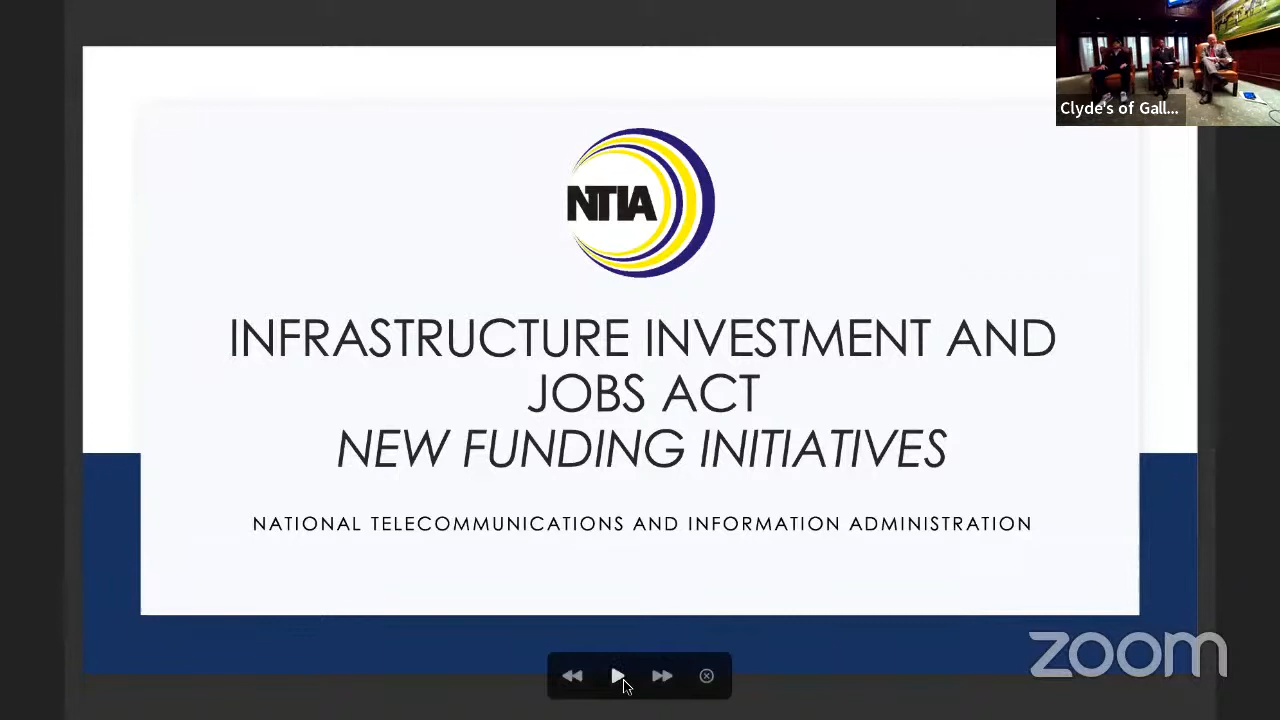 Clyde's of Gall...
NTIA
INFRASTRUCTURE INVESTMENT AND
JOBS ACT
NEW FUNDING INITIATIVES
NATIONAL TELECOMMUNICATIONS AND INFORMATION ADMINISTRATION
zoom